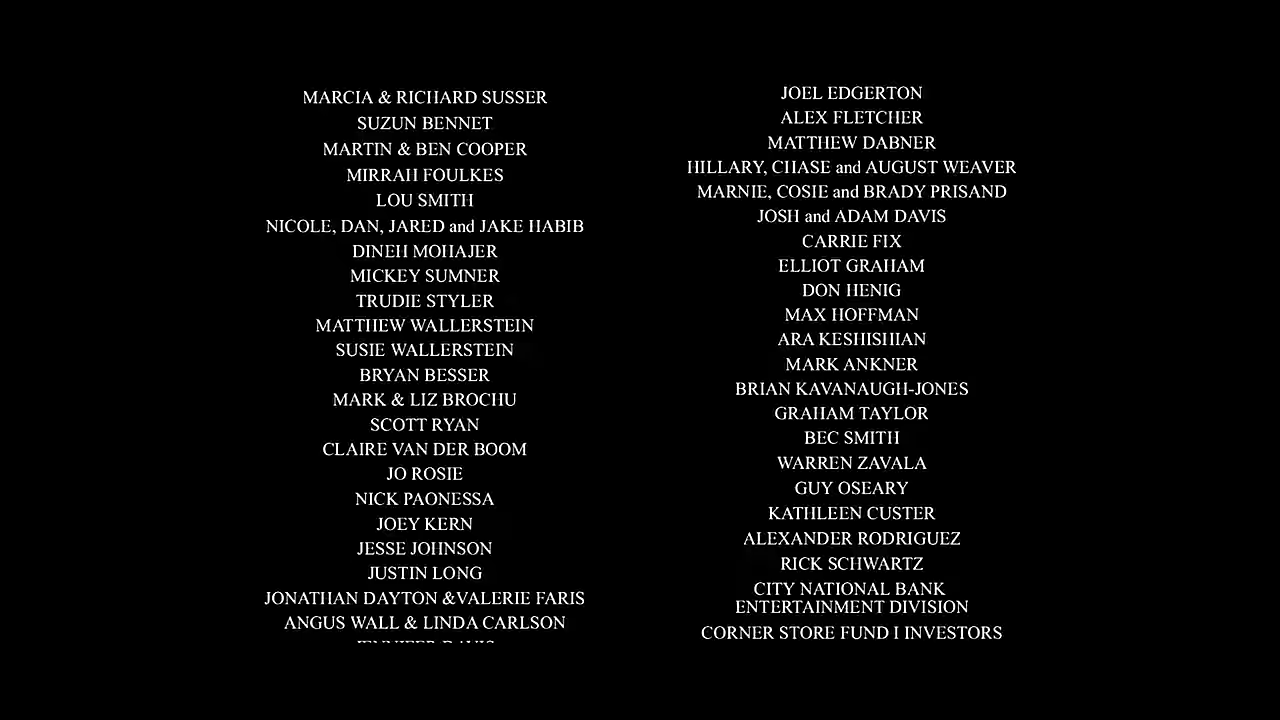 MARCIA & RICHARD SUSSER
SUZUN BENNET
MARTIN & BEN COOPER
MIRRAH FOULKES
LOU SMITH
NICOLE, DAN, JARED and JAKE HABIB
DINEH MOHAJER
MICKEY SUMNER
TRUDIE STYLER
MATTHEW WALLERSTEIN
SUSIE WALLERSTEIN
BRYAN BESSER
MARK & LIZ BROCHU
SCOTT RYAN
CLAIRE VAN DER BOOM
JO ROSIE
NICK PAONESSA
JOEY KERN
JESSE JOHNSON
JUSTIN LONG
JONATHAN DAYTON &VALERIE FARIS
ANGUS WALL & LINDA CARLSON
JOEL EDGERTON
ALEX FLETCHER
MATTHEW DABNER
HILLARY, CHASE and AUGUST WEAVER
MARNIE, COSIE and BRADY PRISAND
JOSH and ADAM DAVIS
CARRIE FIX
ELLIOT GRAHAM
DON HENIG
MAX HOFFMAN
ARA KESHISHIAN
MARK ANKNER
BRIAN KAVANAUGH-JONES
GRAHAM TAYLOR
BEC SMITH
WARREN ZAVALA
GUY OSEARY
KATHLEEN CUSTER
ALEXANDER RODRIGUEZ
RICK SCHWARTZ
CITY NATIONAL BANK
ENTERTAINMENT DIVISION
CORNER STORE FUND I INVESTORS